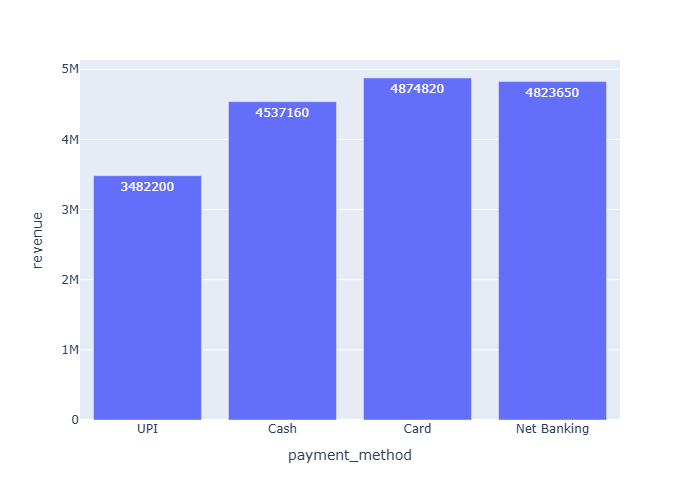 5M
4M
3M
2M
1M
0
revenue
3482200
4537160
4874820
4823650
UPI
Cash
Card
Net Banking
payment_method